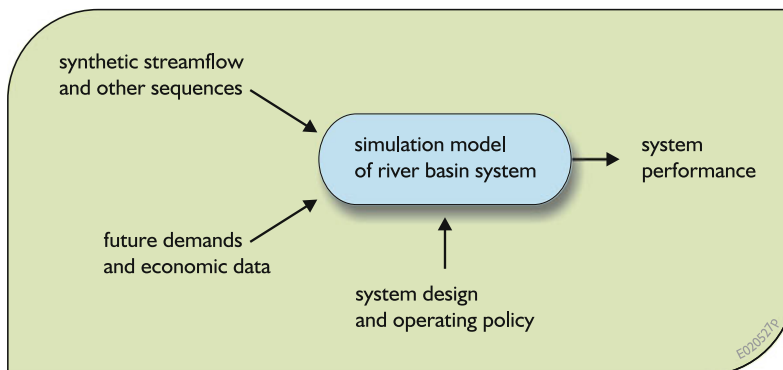 synthetic streamflow
and other sequences
simulation model
of river basin system
system
performance
future demands
and economic data
system design
and operating policy
E020527p